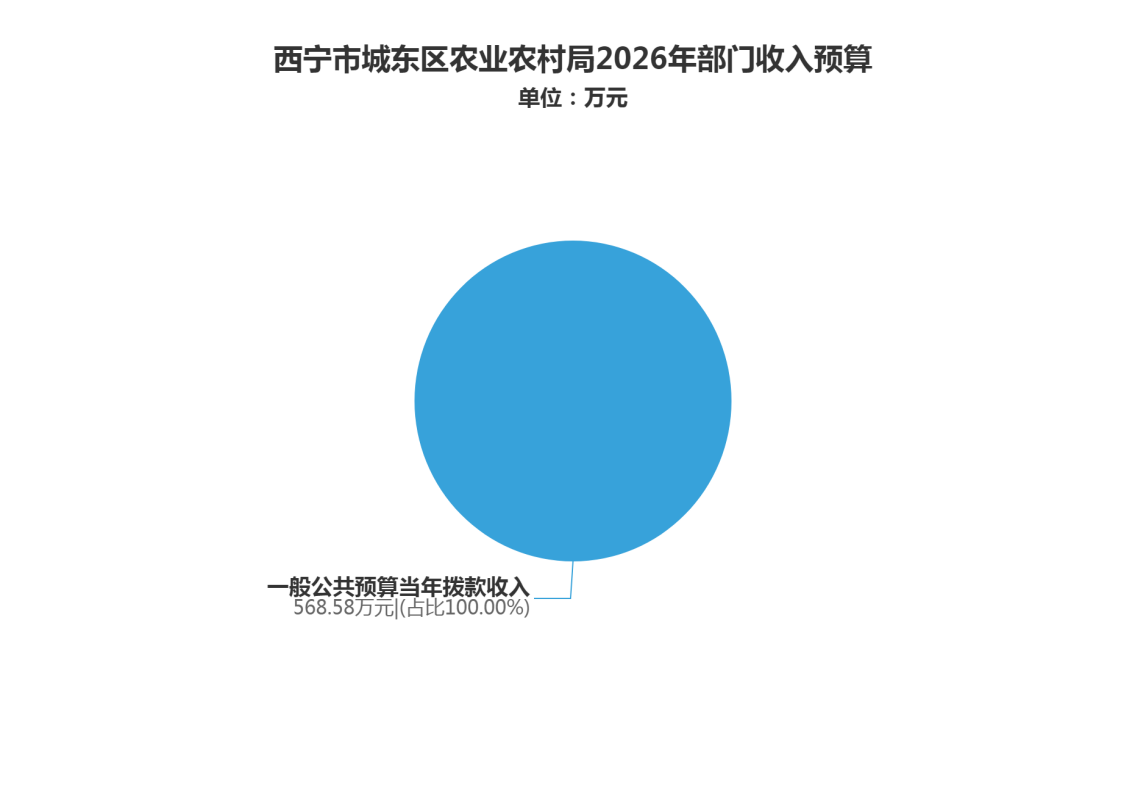 西宁市城东区农业农村局2026年部门收入预算
单位：万元
一般公共预算当年拨款收入
568.58万元|(占比100.00%)